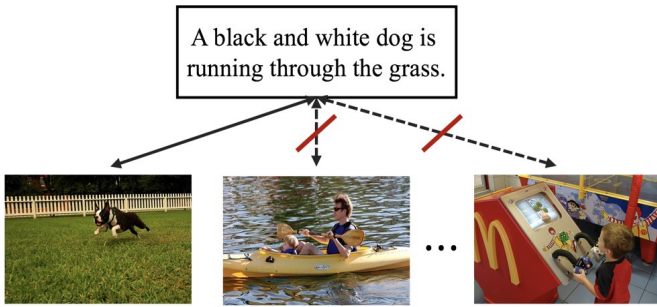 A black and white dog is
running through the grass.
M